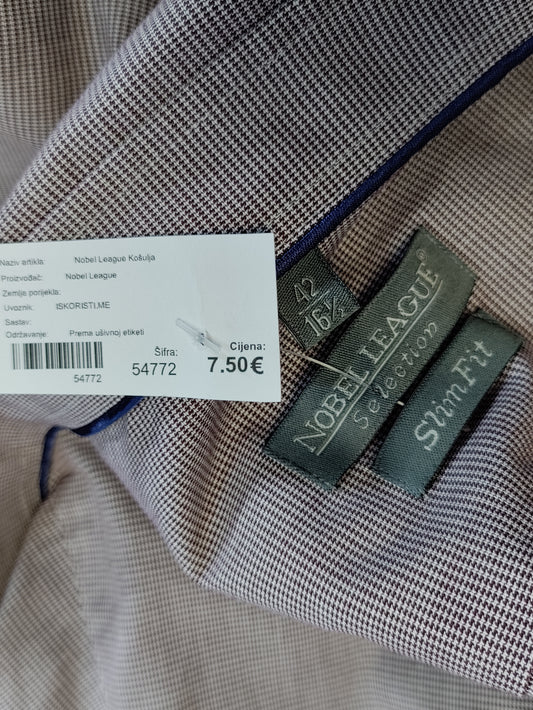 Naziv artikla: Nobel League Košulja
Proizvođač: Nobel League
Zemlje porijekla:
Uvoznik: ISKORISTI.ME
Sastav:
Održavanje: Prema ušivnoj etiketi
54772
Šifra:
54772
Cijena:
7.50€
42
16½
NOBEL LEAGUE®
Selection
Slim Fit